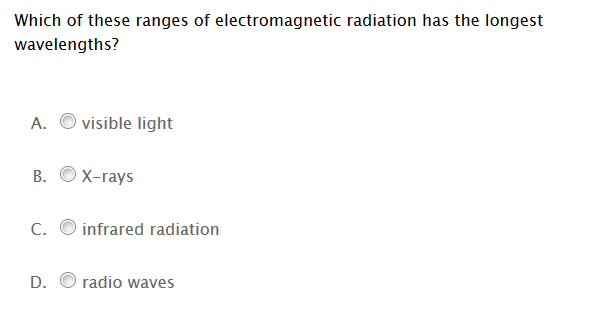 Which of these ranges of electromagnetic radiation has the longest
wavelengths?
A. visible light
B. X-rays
C. infrared radiation
D. radio waves